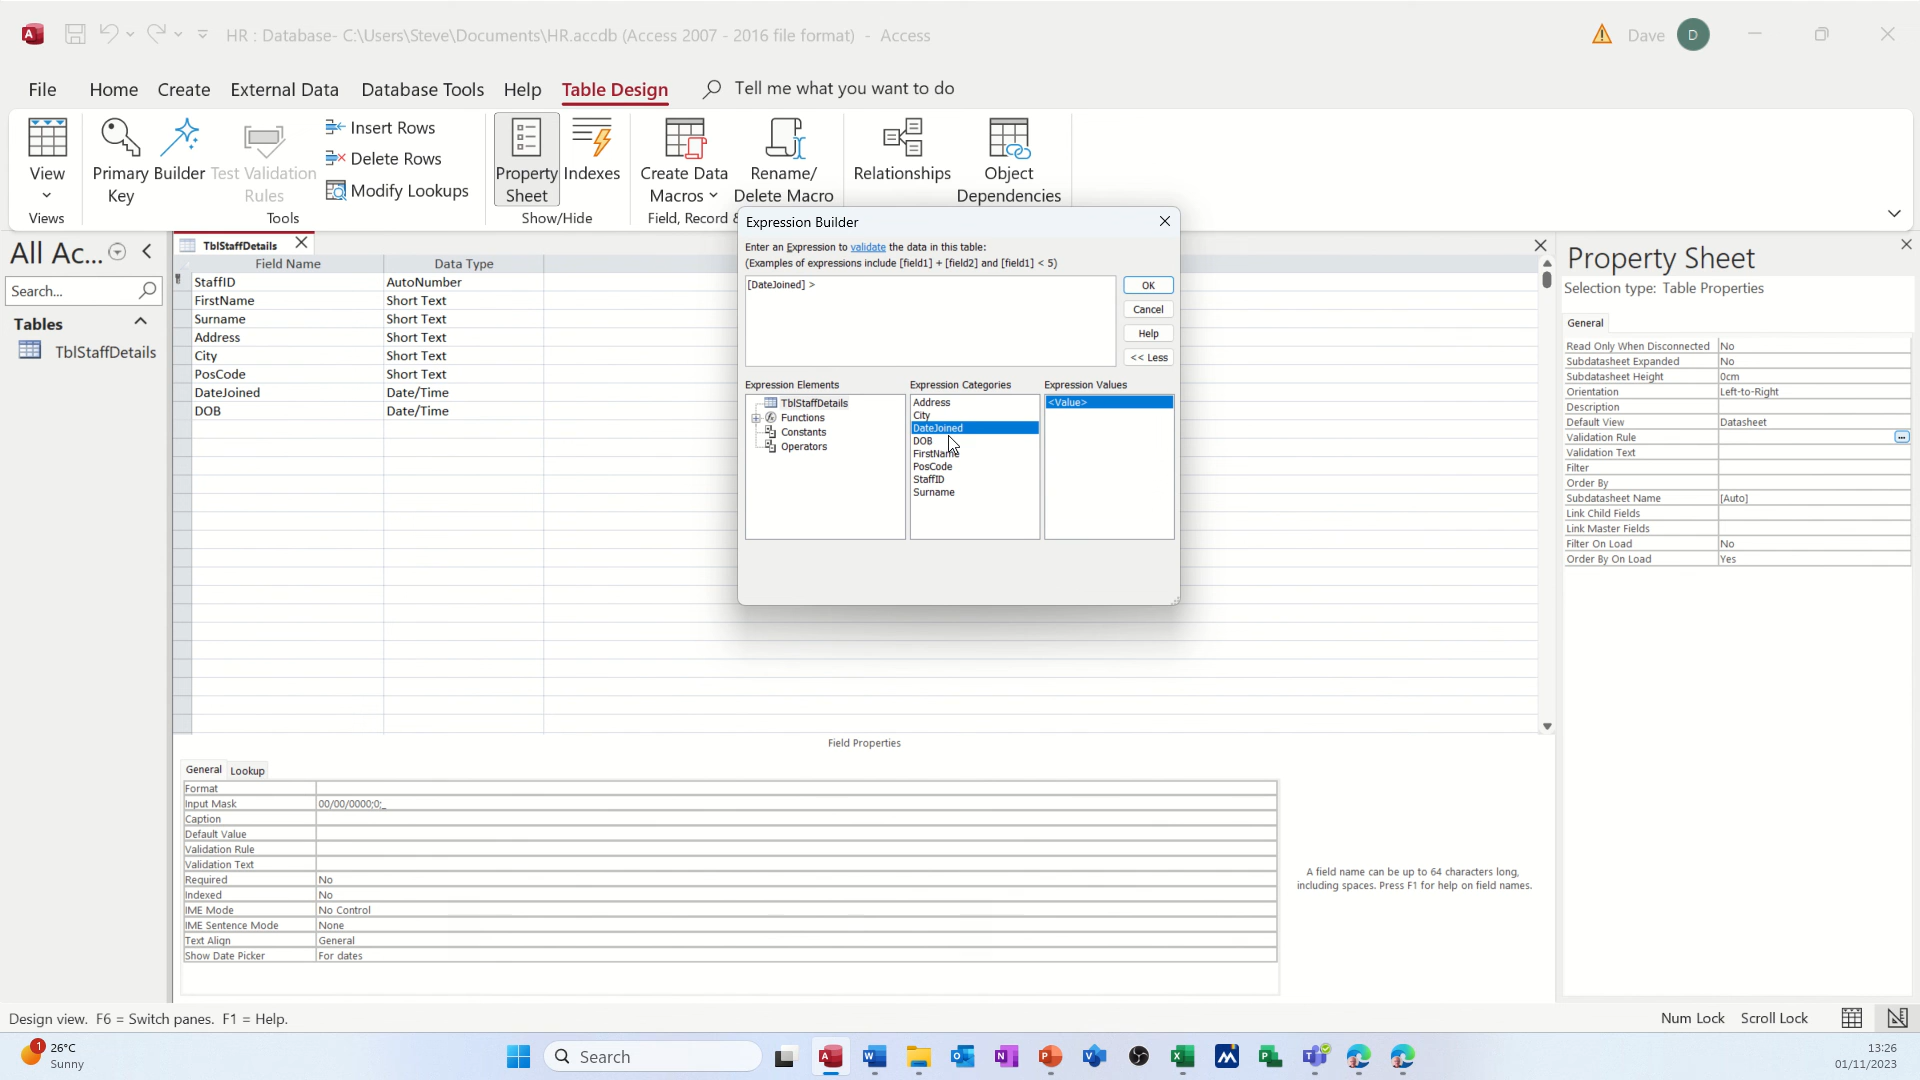 HR : Database- C:\Users\Steve\Documents\HR.accdb (Access 2007 - 2016 file format) - Access
Dave
D
File
Home
Create
External Data
Database Tools
Help
Table Design
Tell me what you want to do
View
Primary Key
Builder
Test Validation Rules
Insert Rows
Delete Rows
Modify Lookups
Property Sheet
Indexes
Create Data Macros
Rename/ Delete Macro
Relationships
Object Dependencies
Views
Tools
Show/Hide
Field, Record &
All Ac...
Search...
Tables
TblStaffDetails
TblStaffDetails
Field Name Data Type
StaffID AutoNumber
FirstName Short Text
Surname Short Text
Address Short Text
City Short Text
PosCode Short Text
DateJoined Date/Time
DOB Date/Time
Expression Builder
Enter an Expression to validate the data in this table:
(Examples of expressions include [field1] + [field2] and [field1] < 5)
[DateJoined] >
OK
Cancel
Help
<< Less
Expression Elements
TblStaffDetails
Functions
Constants
Operators
Expression Categories
Address
City
DateJoined
DOB
FirstName
PosCode
StaffID
Surname
Expression Values
<Value>
Property Sheet
Selection type: Table Properties
General
Read Only When Disconnected No
Subdatasheet Expanded No
Subdatasheet Height 0cm
Orientation Left-to-Right
Description
Default View Datasheet
Validation Rule
Validation Text
Filter
Order By
Subdatasheet Name [Auto]
Link Child Fields
Link Master Fields
Filter On Load No
Order By On Load Yes
Field Properties
General Lookup
Format
Input Mask 00/00/0000;0;_
Caption
Default Value
Validation Rule
Validation Text
Required No
Indexed No
IME Mode No Control
IME Sentence Mode None
Text Align General
Show Date Picker For dates
A field name can be up to 64 characters long,
including spaces. Press F1 for help on field names.
Design view. F6 = Switch panes. F1 = Help.
Num Lock Scroll Lock
1
26°C
Sunny
Search
13:26
01/11/2023